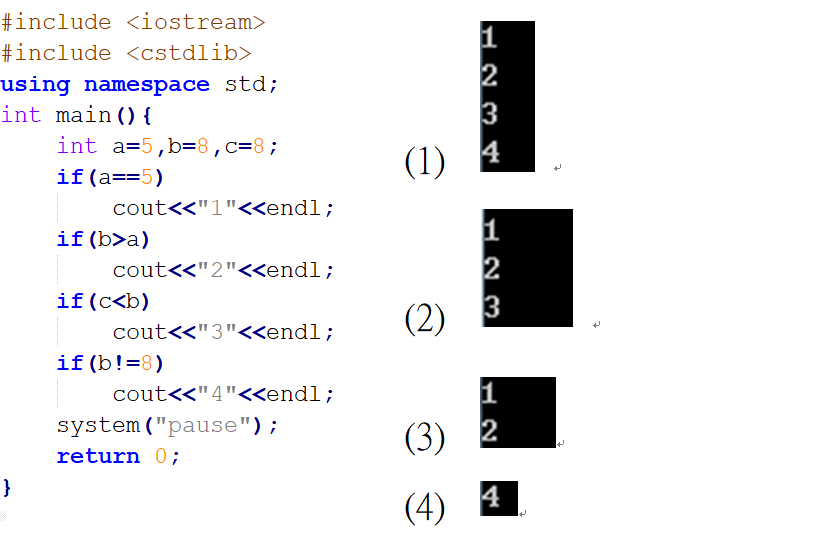 #include <iostream>
#include <cstdlib>
using namespace std;
int main(){
    int a=5,b=8,c=8;
    if(a==5)
        cout<<"1"<<endl;
    if(b>a)
        cout<<"2"<<endl;
    if(c<b)
        cout<<"3"<<endl;
    if(b!=8)
        cout<<"4"<<endl;
    system("pause");
    return 0;
}
(1)
1
2
3
4
(2)
1
2
3
(3)
1
2
(4)
4